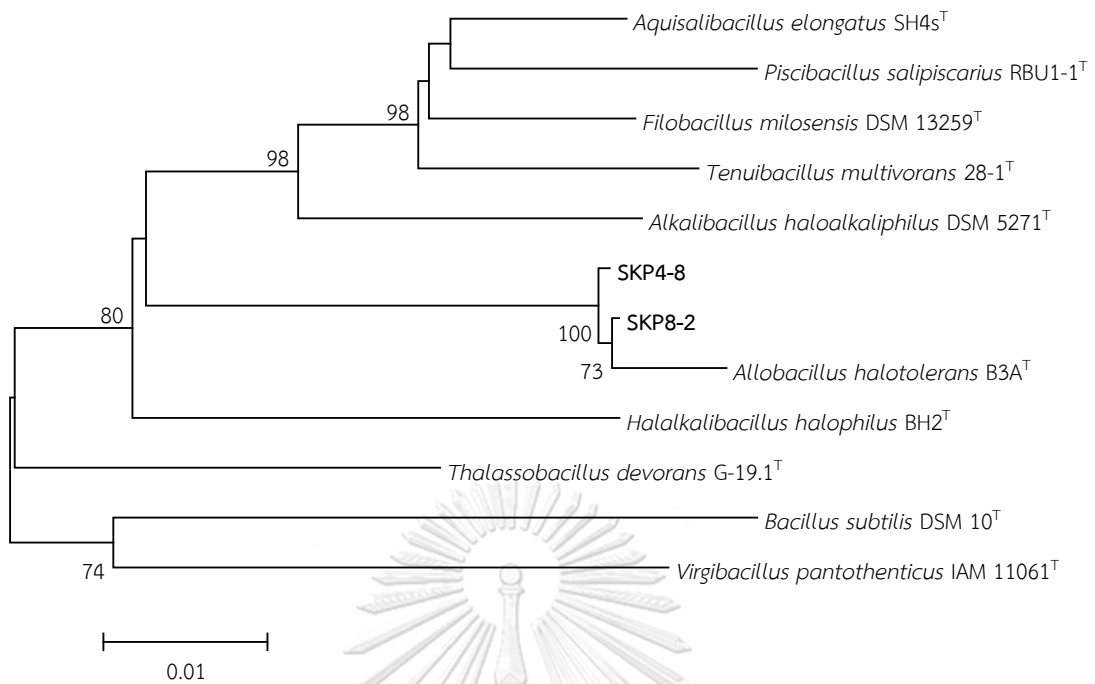 Aquisalibacillus elongatus SH4sᵀ
Piscibacillus salipiscarius RBU1-1ᵀ
98
Filobacillus milosensis DSM 13259ᵀ
98
Tenuibacillus multivorans 28-1ᵀ
Alkalibacillus haloalkaliphilus DSM 5271ᵀ
SKP4-8
80
SKP8-2
100
73
Allobacillus halotolerans B3Aᵀ
Halalkalibacillus halophilus BH2ᵀ
Thalassobacillus devorans G-19.1ᵀ
Bacillus subtilis DSM 10ᵀ
74
Virgibacillus pantothenticus IAM 11061ᵀ
0.01